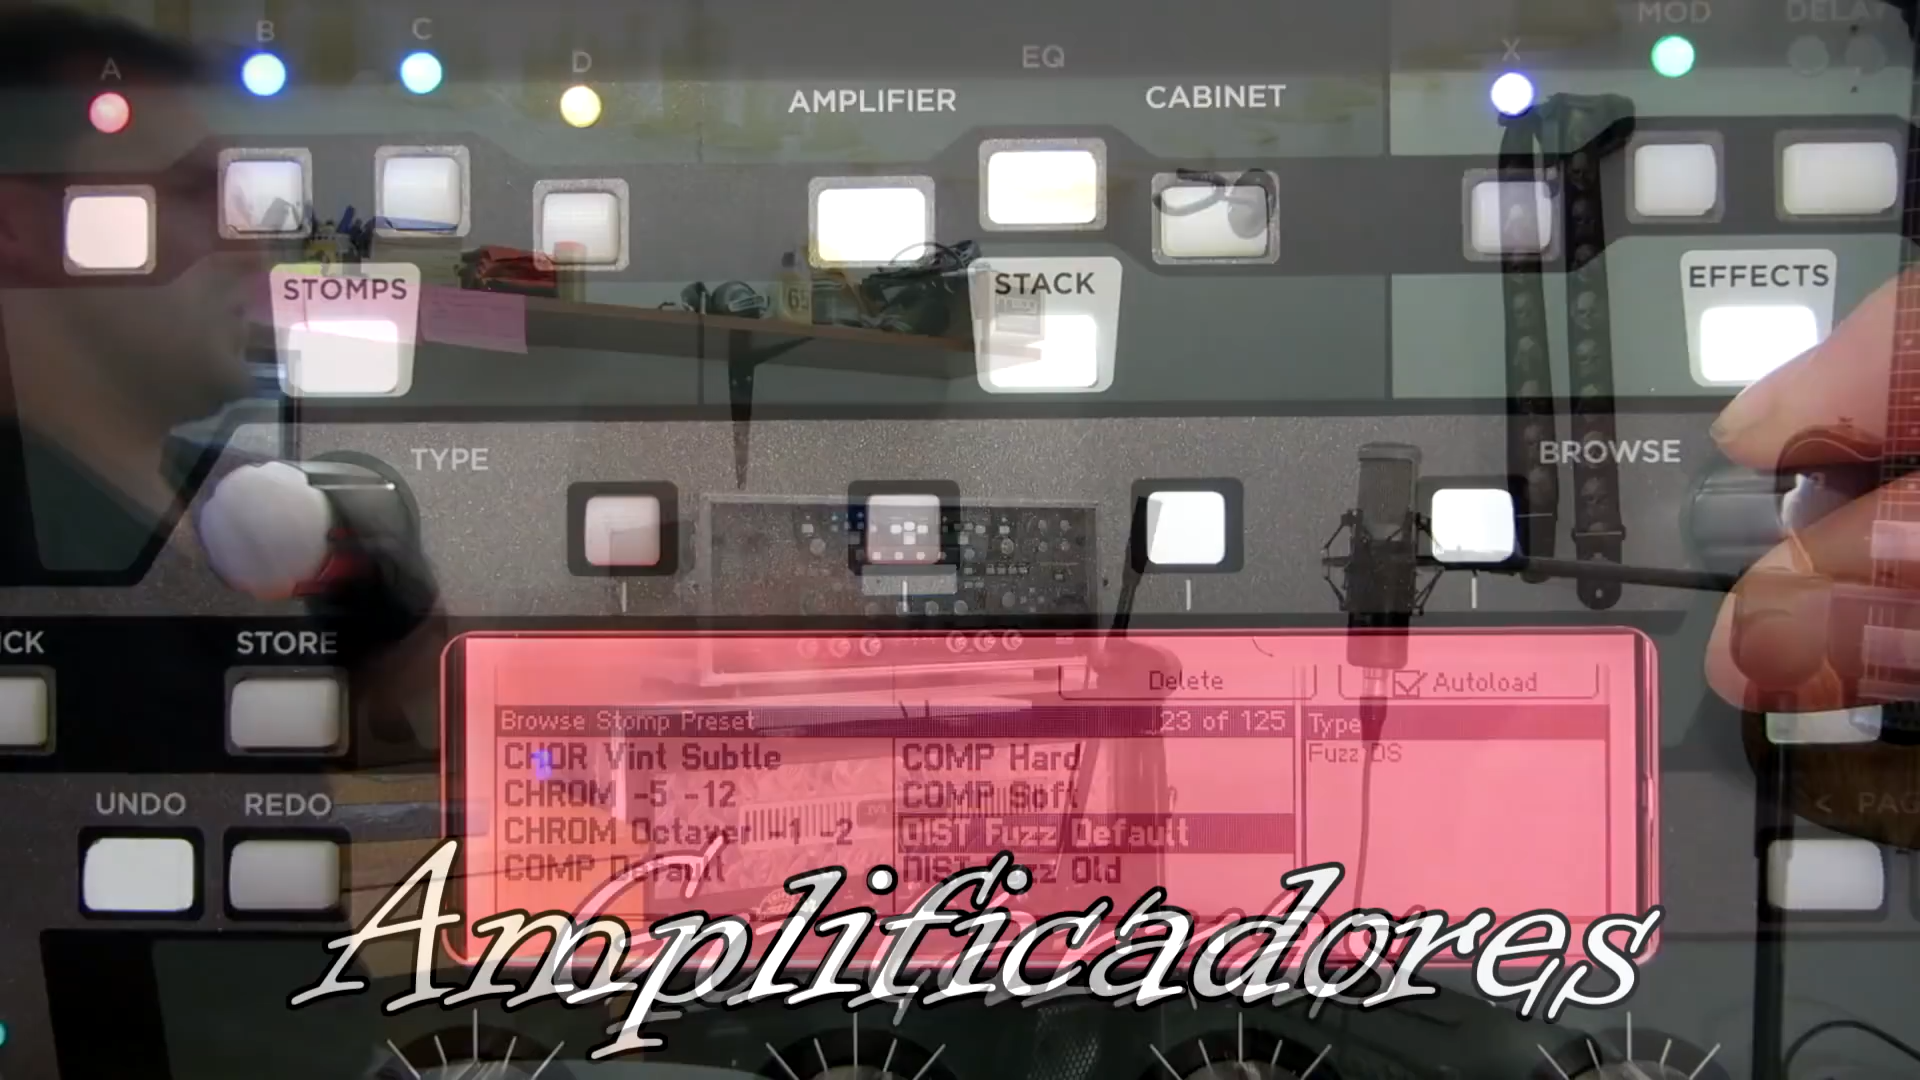 A
B
C
D
EQ
AMPLIFIER
CABINET
X
MOD
DELAY
STOMPS
STACK
EFFECTS
TYPE
BROWSE
STORE
UNDO
REDO
Delete
Autoload
Browse Stomp Preset
23 of 125
Type
CHOR Vint Subtle
COMP Hard
Fuzz DS
CHROM -5 -12
COMP Soft
CHROM Octaver -1 -2
DIST Fuzz Default
COMP Default
DIST Fuzz Old
Amplificadores
65